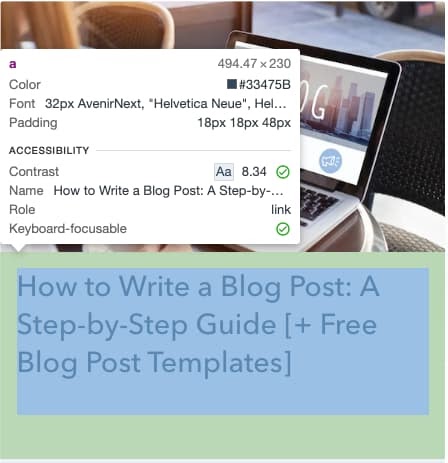 a 494.47 × 230
Color #33475B
Font 32px AvenirNext, "Helvetica Neue", Hel...
Padding 18px 18px 48px
ACCESSIBILITY
Contrast Aa 8.34
Name How to Write a Blog Post: A Step-by-...
Role link
Keyboard-focusable
OG
How to Write a Blog Post: A
Step-by-Step Guide [+ Free
Blog Post Templates]